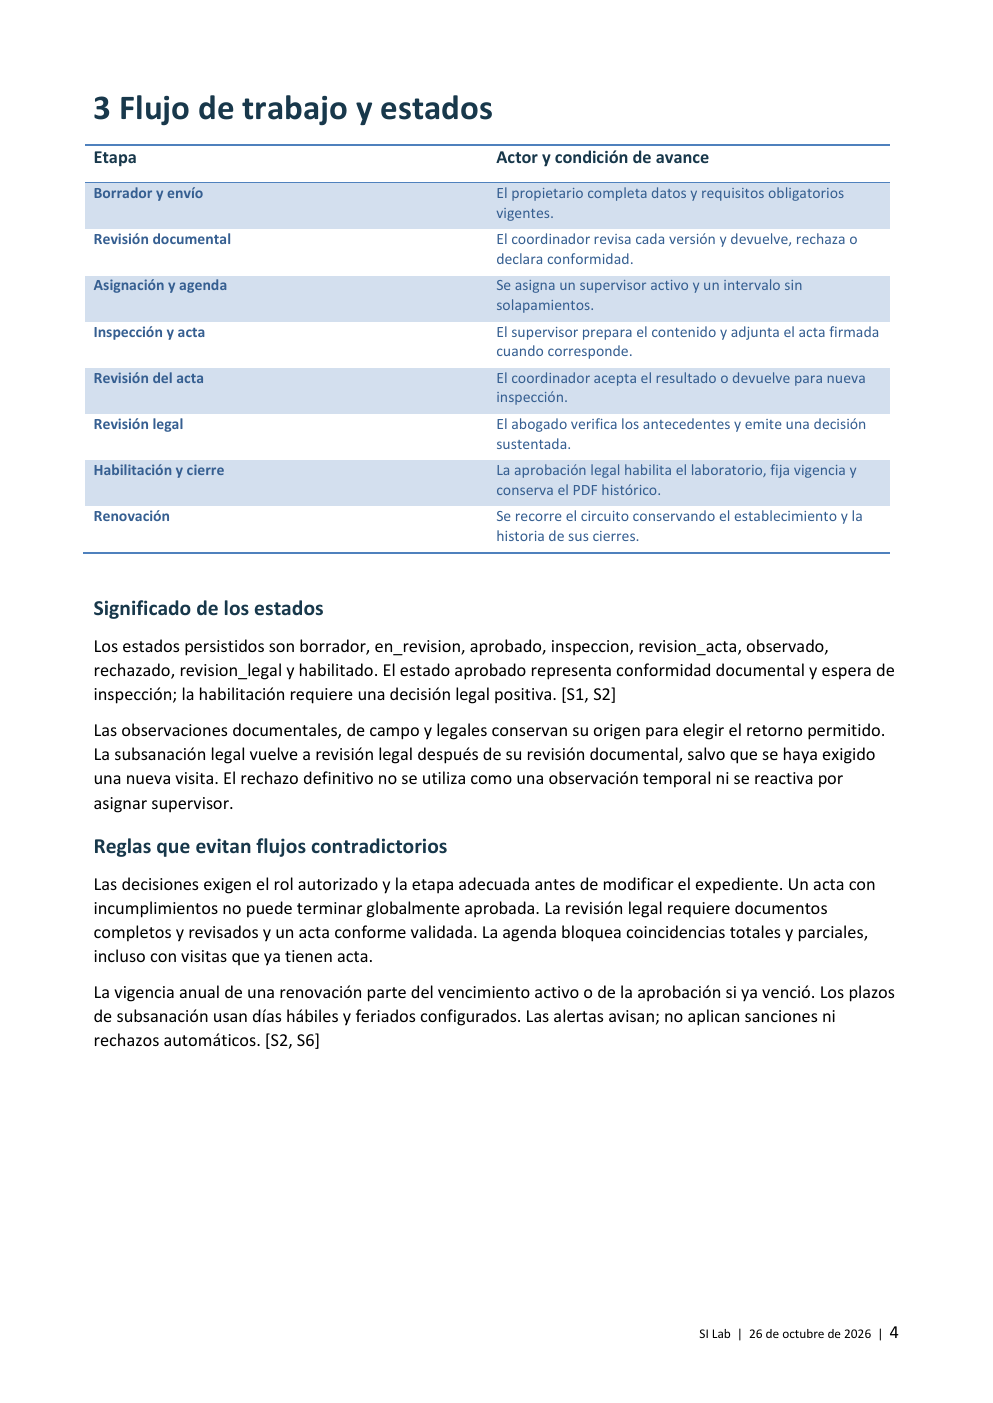 3 Flujo de trabajo y estados
Etapa
Actor y condición de avance
Borrador y envío
El propietario completa datos y requisitos obligatorios
vigentes.
Revisión documental
El coordinador revisa cada versión y devuelve, rechaza o
declara conformidad.
Asignación y agenda
Se asigna un supervisor activo y un intervalo sin
solapamientos.
Inspección y acta
El supervisor prepara el contenido y adjunta el acta firmada
cuando corresponde.
Revisión del acta
El coordinador acepta el resultado o devuelve para nueva
inspección.
Revisión legal
El abogado verifica los antecedentes y emite una decisión
sustentada.
Habilitación y cierre
La aprobación legal habilita el laboratorio, fija vigencia y
conserva el PDF histórico.
Renovación
Se recorre el circuito conservando el establecimiento y la
historia de sus cierres.
Significado de los estados
Los estados persistidos son borrador, en_revision, aprobado, inspeccion, revision_acta, observado,
rechazado, revision_legal y habilitado. El estado aprobado representa conformidad documental y espera de
inspección; la habilitación requiere una decisión legal positiva. [S1, S2]
Las observaciones documentales, de campo y legales conservan su origen para elegir el retorno permitido.
La subsanación legal vuelve a revisión legal después de su revisión documental, salvo que se haya exigido
una nueva visita. El rechazo definitivo no se utiliza como una observación temporal ni se reactiva por
asignar supervisor.
Reglas que evitan flujos contradictorios
Las decisiones exigen el rol autorizado y la etapa adecuada antes de modificar el expediente. Un acta con
incumplimientos no puede terminar globalmente aprobada. La revisión legal requiere documentos
completos y revisados y un acta conforme validada. La agenda bloquea coincidencias totales y parciales,
incluso con visitas que ya tienen acta.
La vigencia anual de una renovación parte del vencimiento activo o de la aprobación si ya venció. Los plazos
de subsanación usan días hábiles y feriados configurados. Las alertas avisan; no aplican sanciones ni
rechazos automáticos. [S2, S6]
SI Lab | 26 de octubre de 2026 | 4